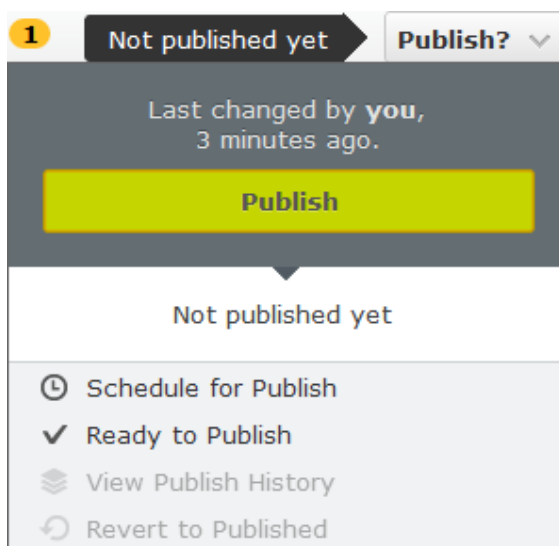 1 Not published yet Publish?
Last changed by you,
3 minutes ago.
Publish
Not published yet
Schedule for Publish
Ready to Publish
View Publish History
Revert to Published